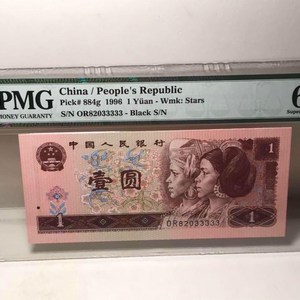 PMG
MONEY GUARANTY
China / People's Republic
Pick# 884g 1996 1 Yüan - Wmk: Stars
S/N OR82033333 - Black S/N
6
中国人民银行
壹圆
1
1
OR82033333